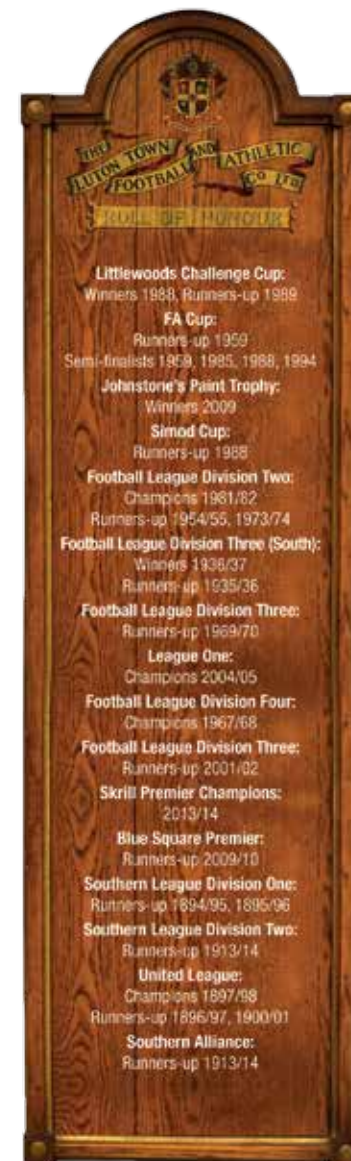 THE
LUTON TOWN AND ATHLETIC
FOOTBALL CO LTD
ROLL OF HONOUR
Littlewoods Challenge Cup:
Winners 1988, Runners-up 1989
FA Cup:
Runners-up 1959
Semi-finalists 1959, 1985, 1988, 1994
Johnstone's Paint Trophy:
Winners 2009
Simod Cup:
Runners-up 1988
Football League Division Two:
Champions 1981/82
Runners-up 1954/55, 1973/74
Football League Division Three (South):
Winners 1936/37
Runners-up 1935/36
Football League Division Three:
Runners-up 1969/70
League One:
Champions 2004/05
Football League Division Four:
Champions 1967/68
Football League Division Three:
Runners-up 2001/02
Skrill Premier Champions:
2013/14
Blue Square Premier:
Runners-up 2009/10
Southern League Division One:
Runners-up 1894/95, 1895/96
Southern League Division Two:
Runners-up 1913/14
United League:
Champions 1897/98
Runners-up 1896/97, 1900/01
Southern Alliance:
Runners-up 1913/14